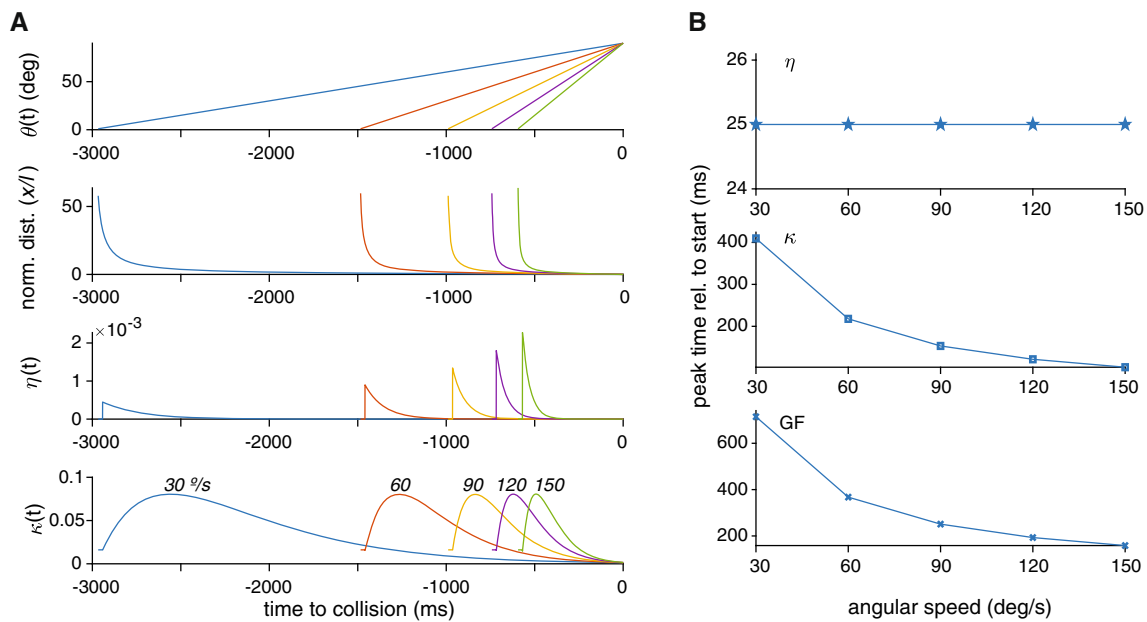 A
θ(t) (deg)
50
0
-3000 -2000 -1000 0
norm. dist. (x/l)
50
0
-3000 -2000 -1000 0
×10⁻³
η(t)
2
1
0
-3000 -2000 -1000 0
κ(t)
0.1
0.05
0
30 º/s 60 90 120 150
-3000 -2000 -1000 0
time to collision (ms)
B
peak time rel. to start (ms)
η
26
25
24
30 60 90 120 150
κ
400
300
200
30 60 90 120 150
GF
600
400
200
30 60 90 120 150
angular speed (deg/s)